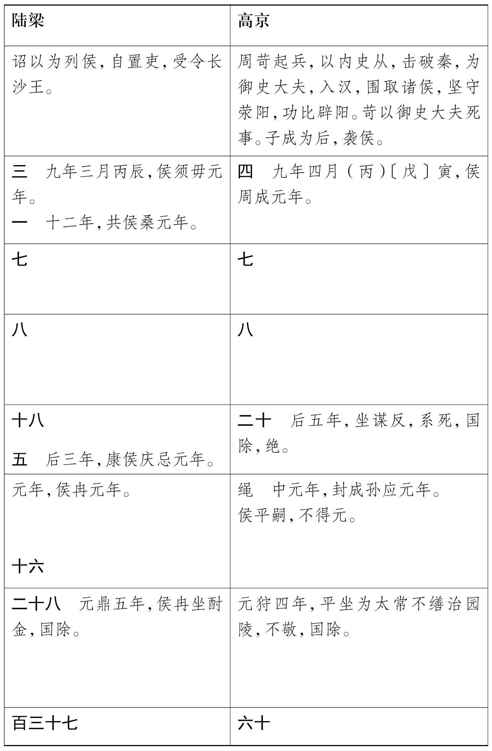 陆梁
高京
诏以为列侯，自置吏，受令长
沙王。
周苛起兵，以内史从，击破秦，为
御史大夫，入汉，围取诸侯，坚守
荥阳，功比辟阳。苛以御史大夫死
事。子成为后，袭侯。
三　九年三月丙辰，侯须毋元
年。
一　十二年，共侯桑元年。
四　九年四月（丙）〔戊〕寅，侯
周成元年。
七
七
八
八
十八
五　后三年，康侯庆忌元年。
二十　后五年，坐谋反，系死，国
除，绝。
元年，侯冉元年。
十六
绳　中元年，封成孙应元年。
侯平嗣，不得元。
二十八　元鼎五年，侯冉坐酎
金，国除。
元狩四年，平坐为太常不缮治园
陵，不敬，国除。
百三十七
六十